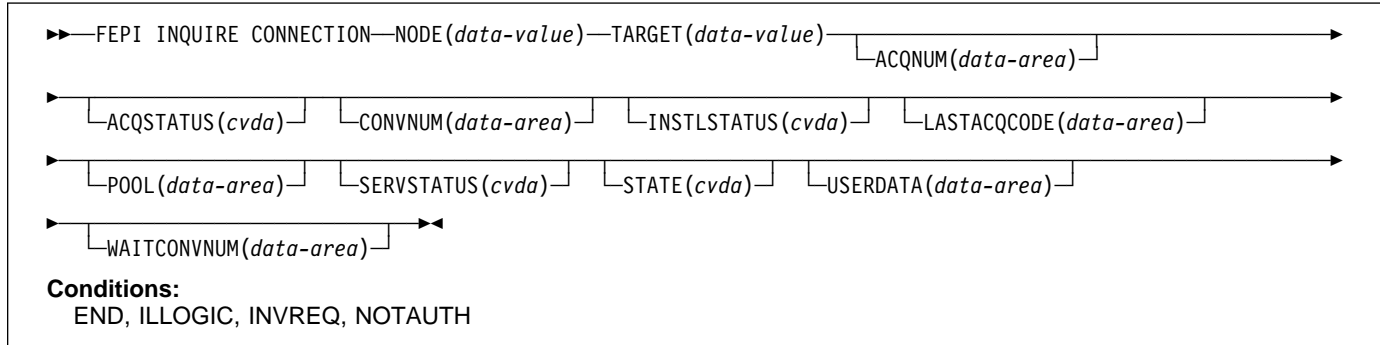 FEPI INQUIRE CONNECTION NODE(data-value) TARGET(data-value)
ACQNUM(data-area)
ACQSTATUS(cvda) CONVNUM(data-area) INSTLSTATUS(cvda) LASTACQCODE(data-area)
POOL(data-area) SERVSTATUS(cvda) STATE(cvda) USERDATA(data-area)
WAITCONVNUM(data-area)
Conditions:
END, ILLOGIC, INVREQ, NOTAUTH